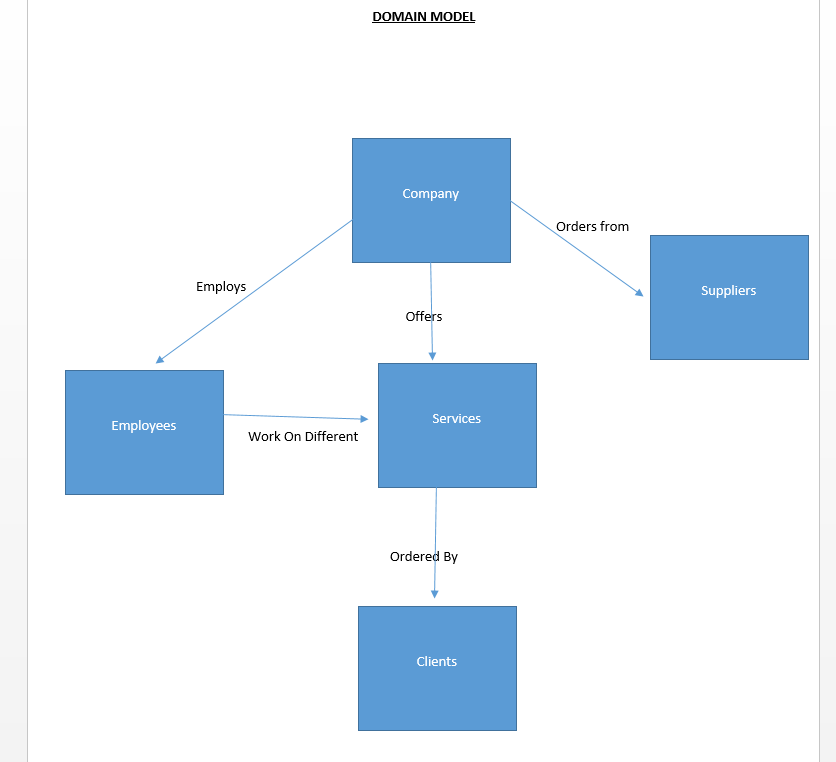 DOMAIN MODEL
Company
Orders from
Suppliers
Employs
Offers
Employees
Services
Work On Different
Ordered By
Clients